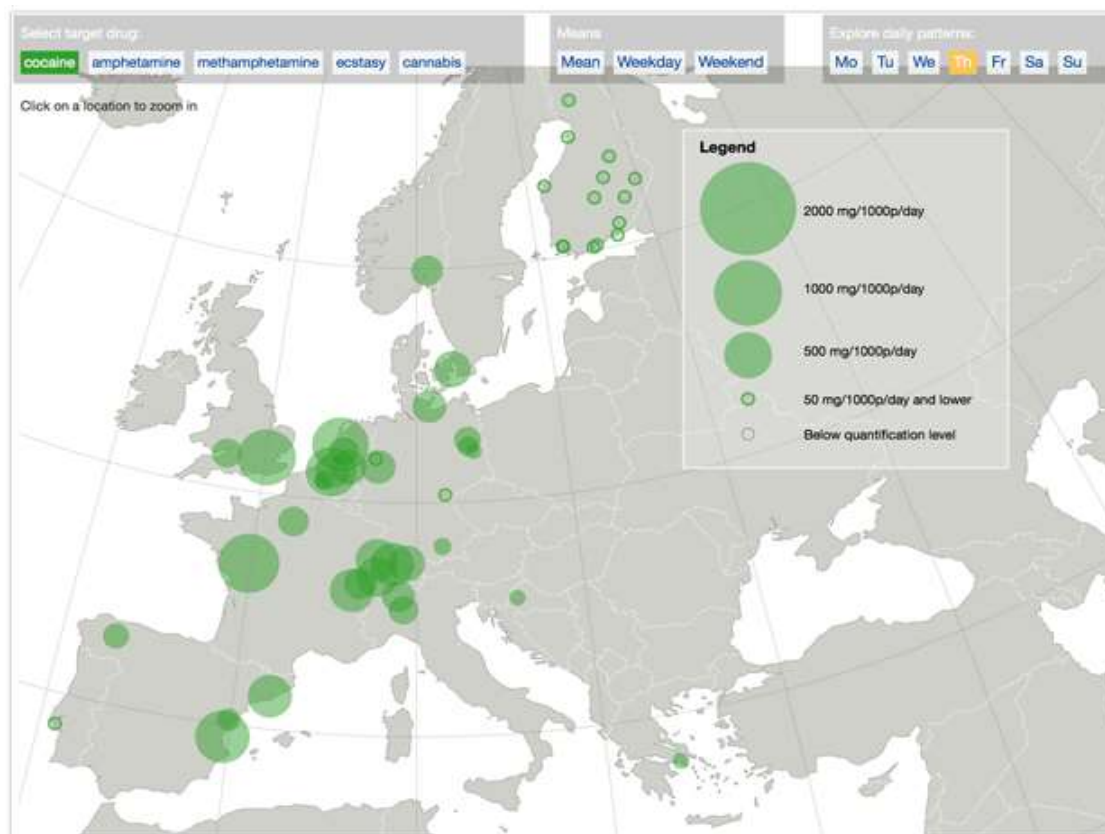 Select target drug:
cocaine amphetamine methamphetamine ecstasy cannabis
Means
Mean Weekday Weekend
Explore daily patterns:
Mo Tu We Th Fr Sa Su
Click on a location to zoom in
Legend
2000 mg/1000p/day
1000 mg/1000p/day
500 mg/1000p/day
50 mg/1000p/day and lower
Below quantification level